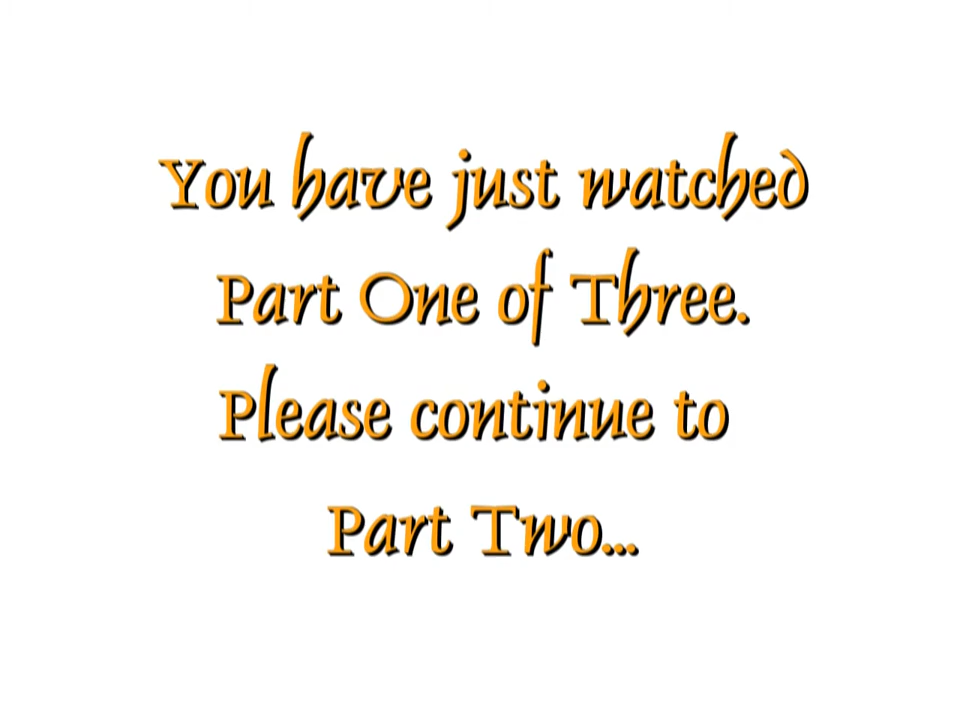 You have just watched
Part One of Three.
Please continue to
Part Two...